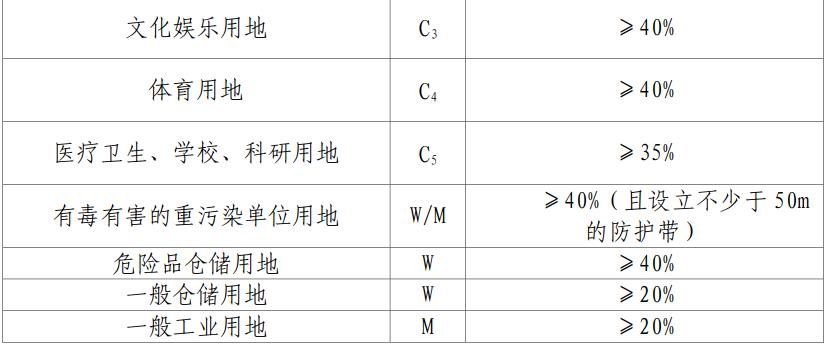 文化娱乐用地 C₃ ≥40%
体育用地 C₄ ≥40%
医疗卫生、学校、科研用地 C₅ ≥35%
有毒有害的重污染单位用地 W/M ≥40%（且设立不少于 50m
的防护带）
危险品仓储用地 W ≥40%
一般仓储用地 W ≥20%
一般工业用地 M ≥20%